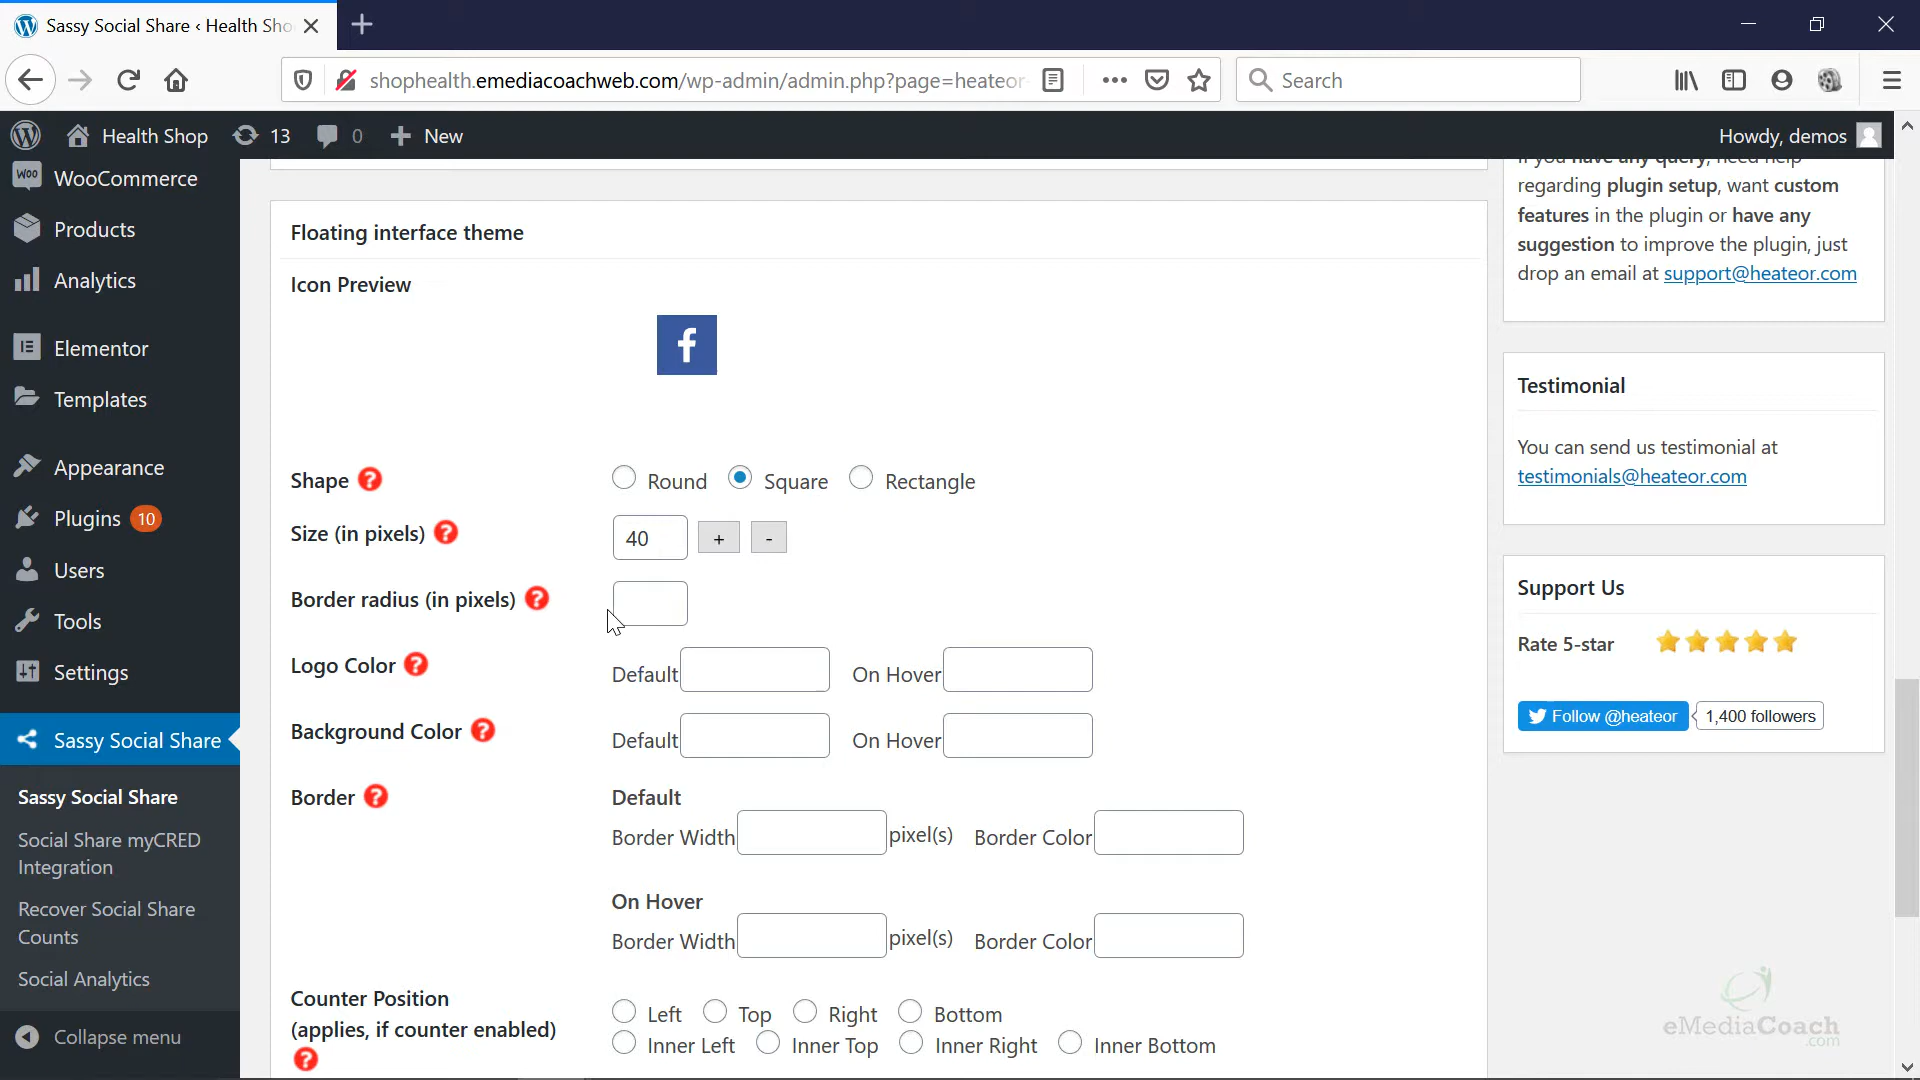 Sassy Social Share ‹ Health Sho
shophealth.emediacoachweb.com/wp-admin/admin.php?page=heateor-
Search
Health Shop
13
0
New
Howdy, demos
WooCommerce
Products
Analytics
Elementor
Templates
Appearance
Plugins 10
Users
Tools
Settings
Sassy Social Share
Sassy Social Share
Social Share myCRED
Integration
Recover Social Share
Counts
Social Analytics
Collapse menu
Floating interface theme
Icon Preview
f
Shape ?
Round Square Rectangle
Size (in pixels) ?
40 + -
Border radius (in pixels) ?
Logo Color ?
Default On Hover
Background Color ?
Default On Hover
Border ?
Default
Border Width pixel(s) Border Color
On Hover
Border Width pixel(s) Border Color
Counter Position
(applies, if counter enabled)
?
Left Top Right Bottom
Inner Left Inner Top Inner Right Inner Bottom
If you have any query, need help
regarding plugin setup, want custom
features in the plugin or have any
suggestion to improve the plugin, just
drop an email at support@heateor.com
Testimonial
You can send us testimonial at
testimonials@heateor.com
Support Us
Rate 5-star
Follow @heateor 1,400 followers
eMediaCoach
.com